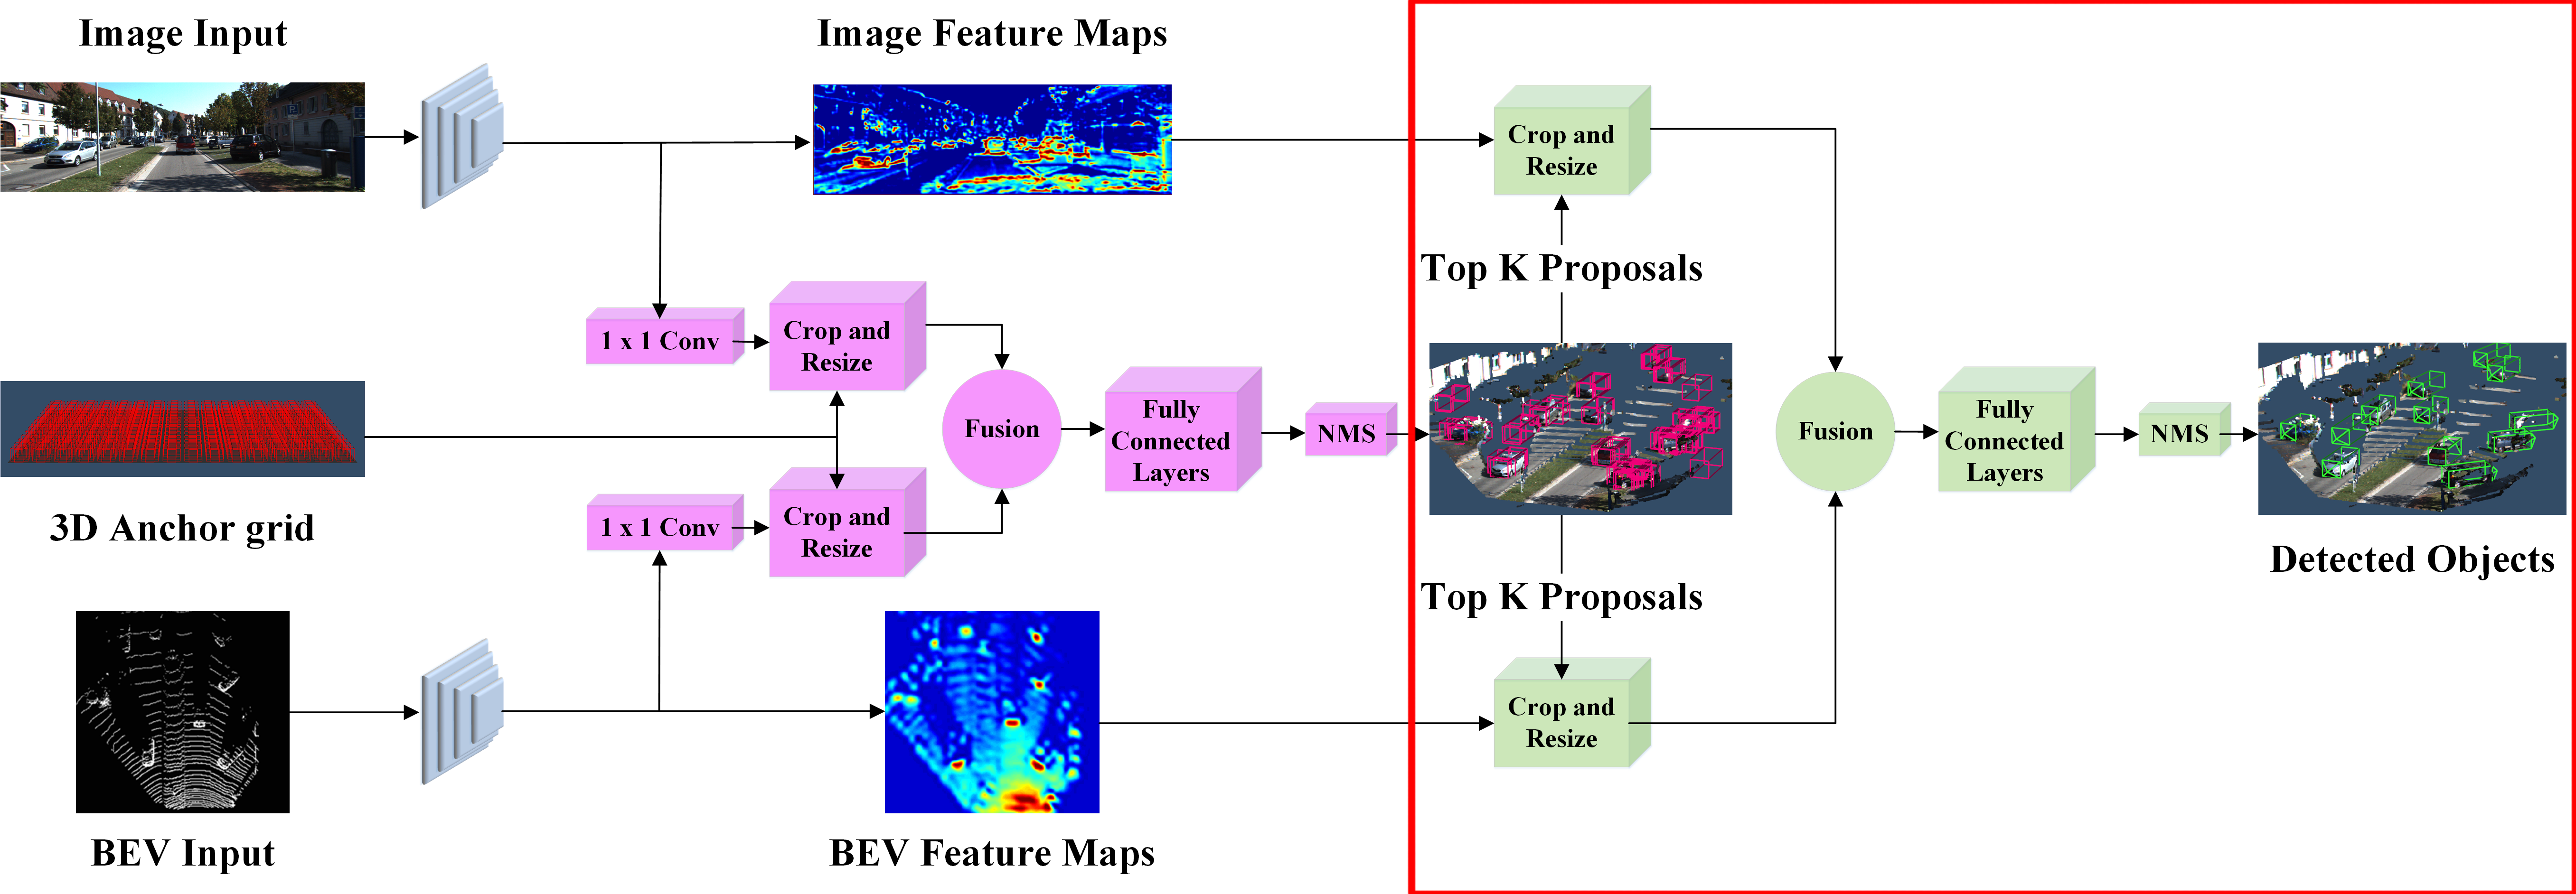 Image Input
Image Feature Maps
Crop and
Resize
Top K Proposals
1 x 1 Conv
Crop and
Resize
Fusion
Fully
Connected
Layers
NMS
Fusion
Fully
Connected
Layers
NMS
3D Anchor grid
1 x 1 Conv
Crop and
Resize
Detected Objects
Top K Proposals
Crop and
Resize
BEV Input
BEV Feature Maps